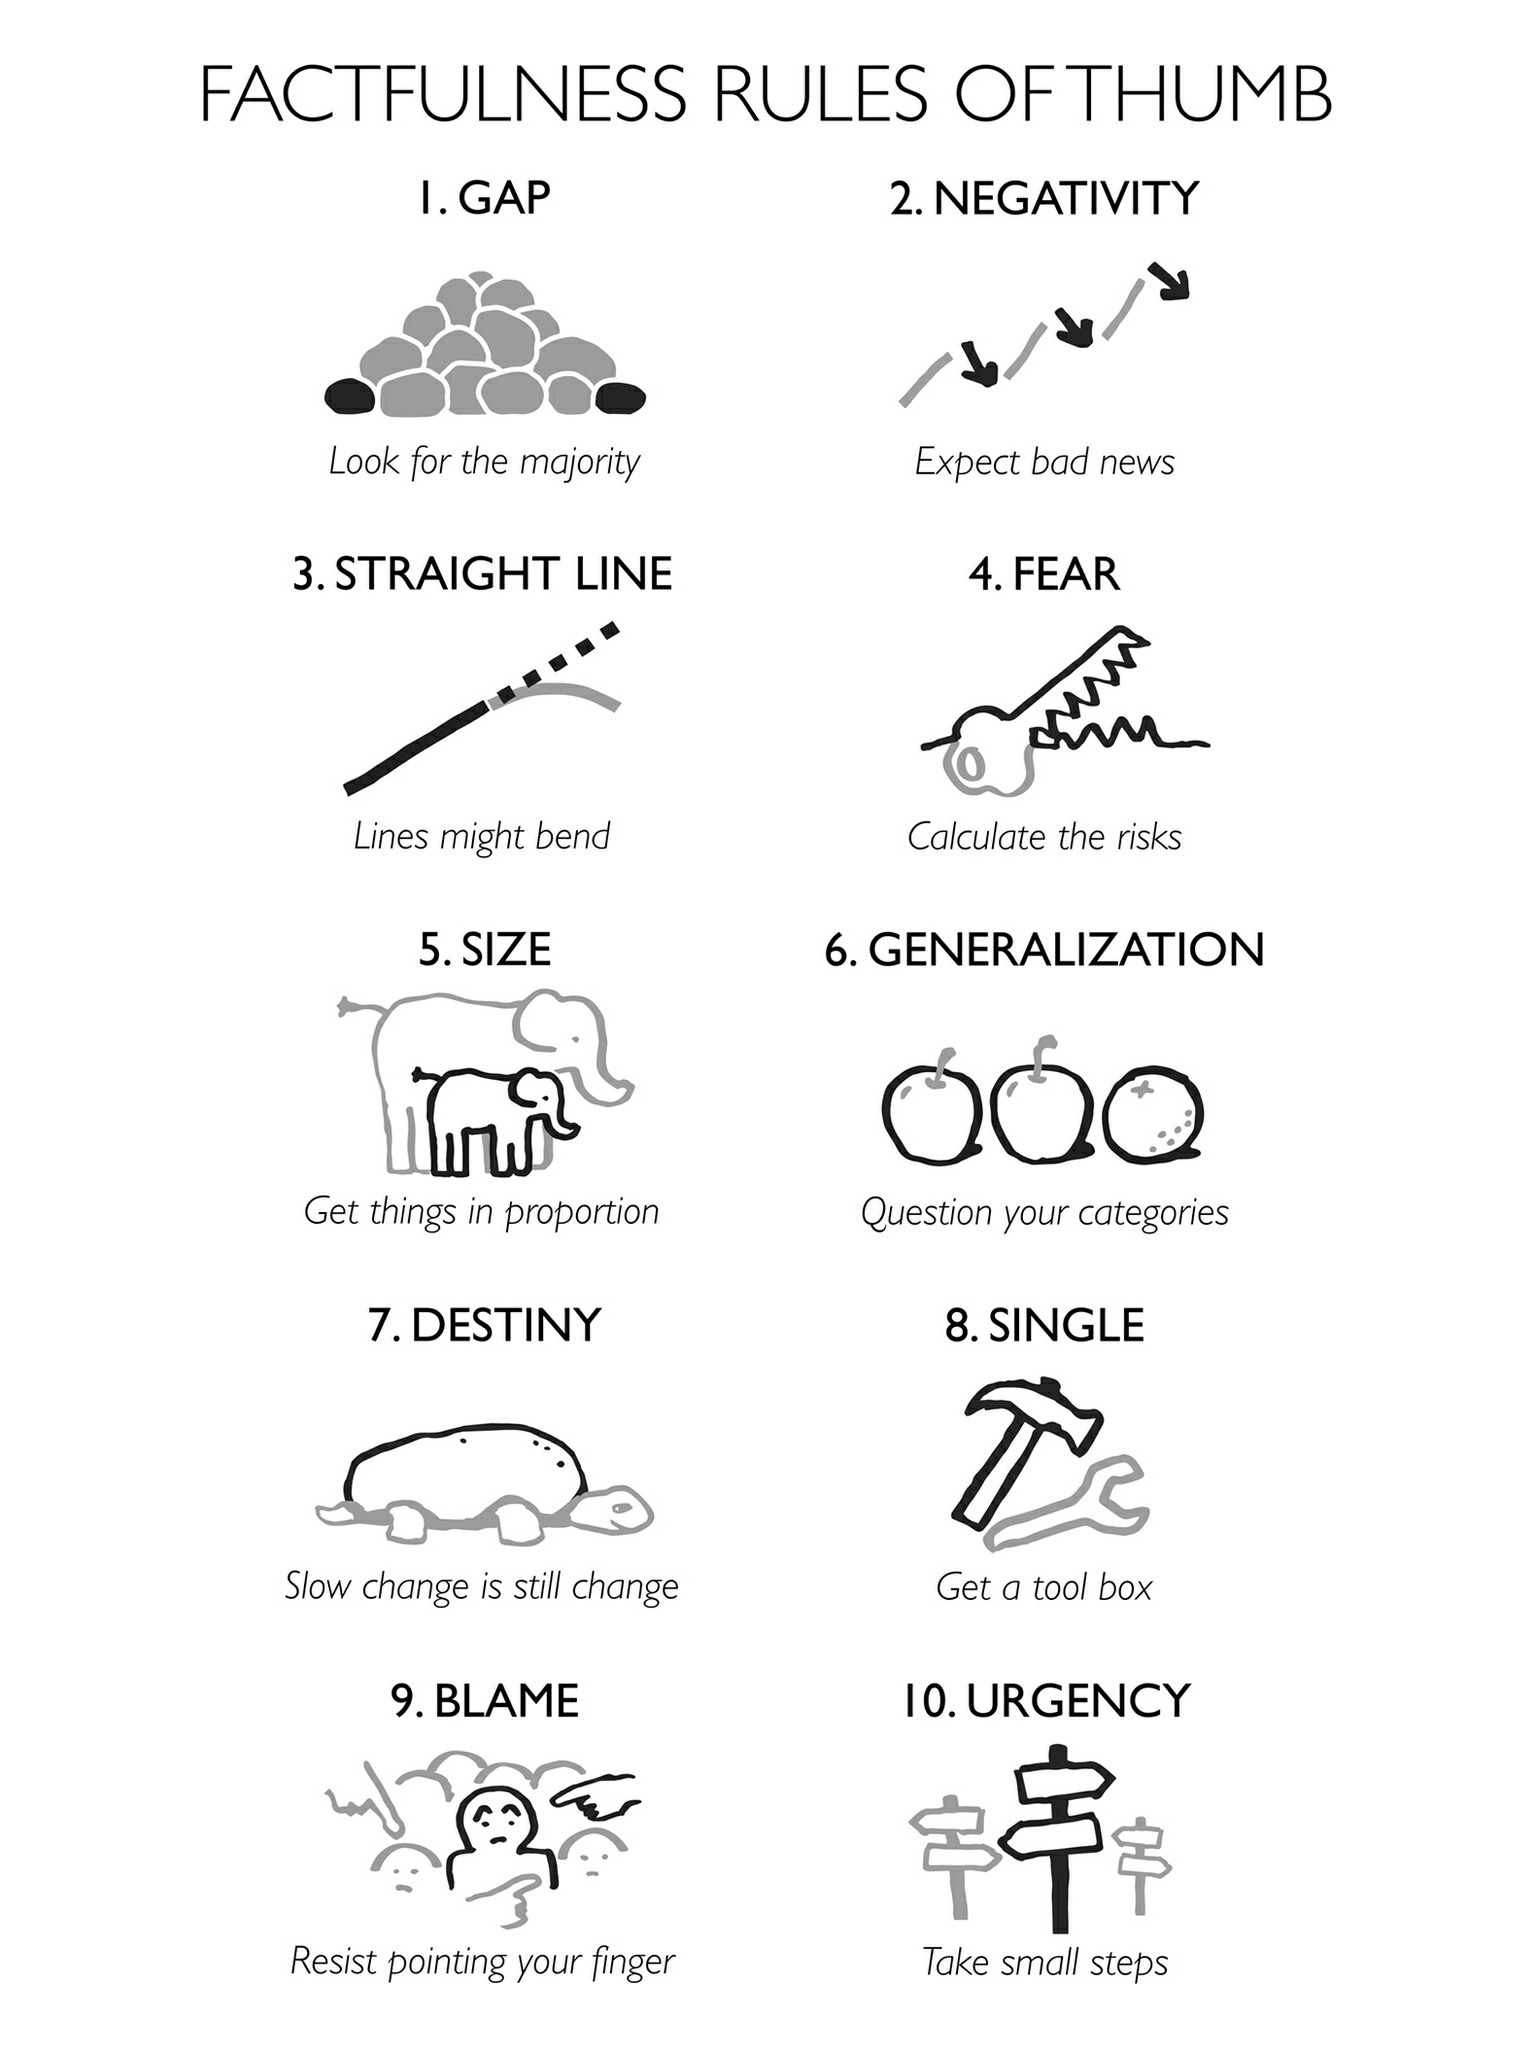 FACTFULNESS RULES OF THUMB
1. GAP
Look for the majority
2. NEGATIVITY
Expect bad news
3. STRAIGHT LINE
Lines might bend
4. FEAR
Calculate the risks
5. SIZE
Get things in proportion
6. GENERALIZATION
Question your categories
7. DESTINY
Slow change is still change
8. SINGLE
Get a tool box
9. BLAME
Resist pointing your finger
10. URGENCY
Take small steps